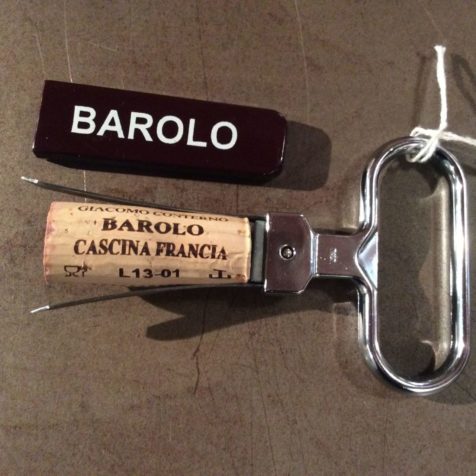 BAROLO
GIACOMO CONTERNO
BAROLO
CASCINA FRANCIA
L13-01